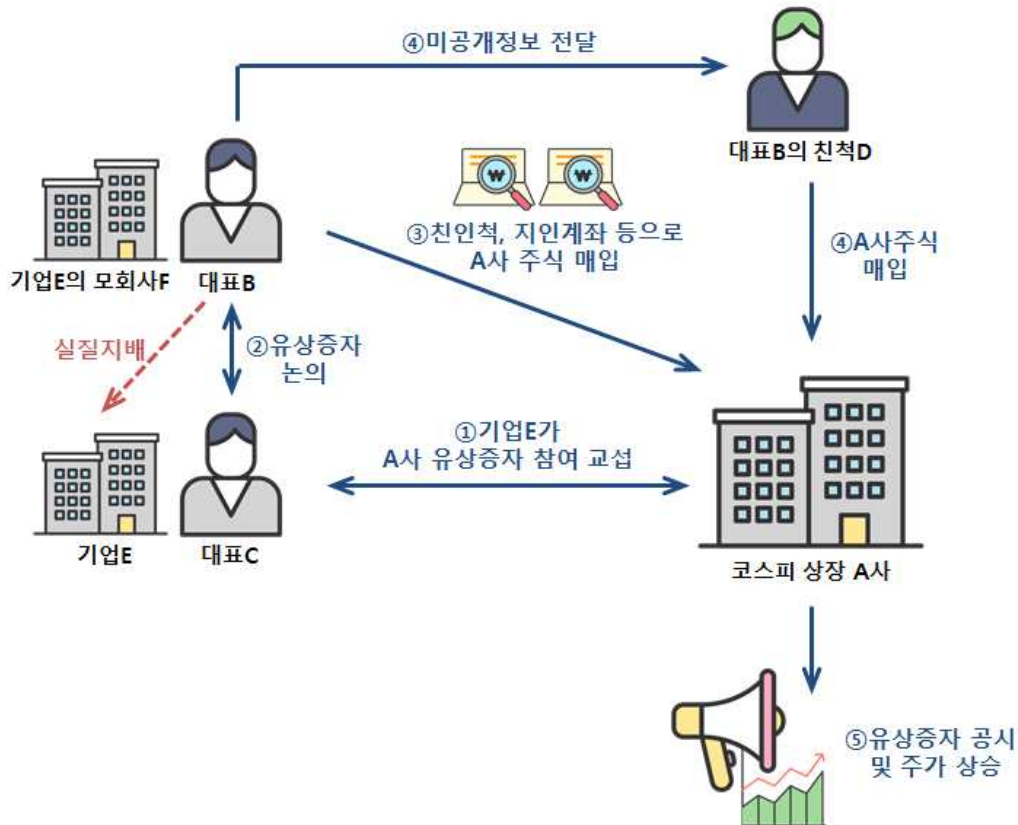 ④미공개정보 전달
대표B의 친척D
③친인척, 지인계좌 등으로
A사 주식 매입
④A사주식
매입
기업E의 모회사F
대표B
실질지배
②유상증자
논의
①기업E가
A사 유상증자 참여 교섭
기업E
대표C
코스피 상장 A사
⑤유상증자 공시
및 주가 상승
₩
₩